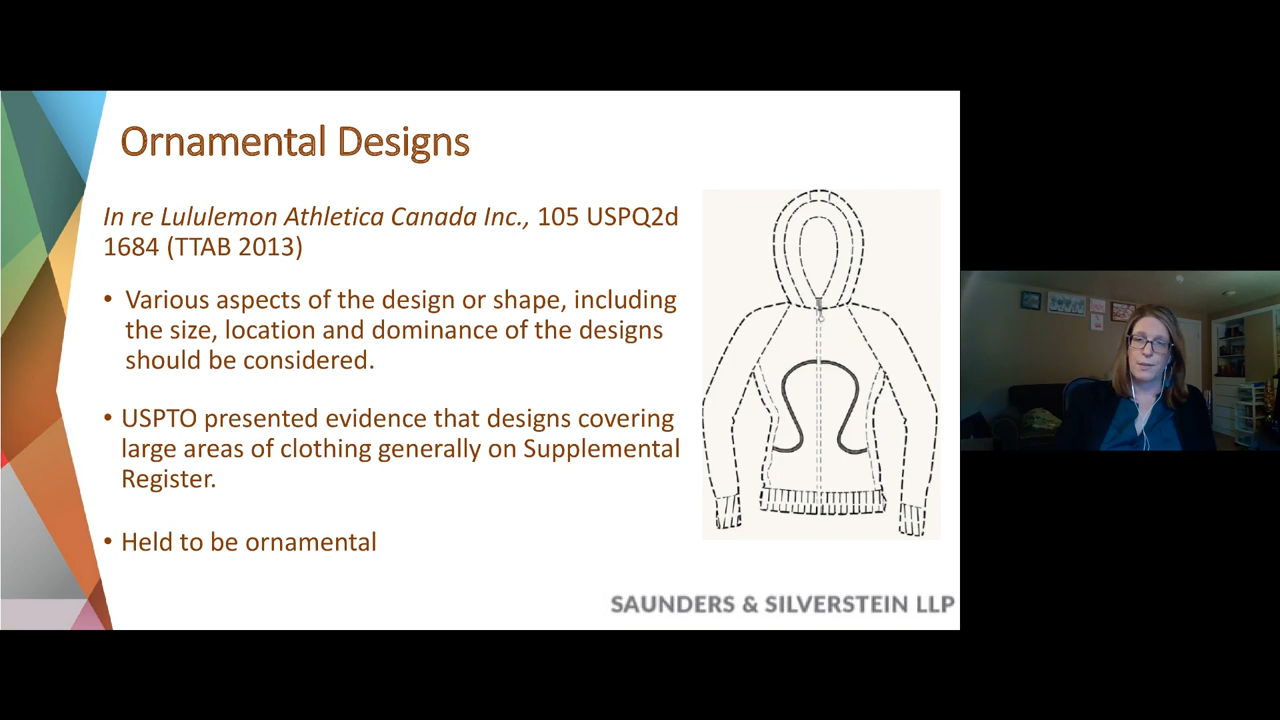 Ornamental Designs
In re Lululemon Athletica Canada Inc., 105 USPQ2d
1684 (TTAB 2013)
• Various aspects of the design or shape, including
the size, location and dominance of the designs
should be considered.
• USPTO presented evidence that designs covering
large areas of clothing generally on Supplemental
Register.
• Held to be ornamental
SAUNDERS & SILVERSTEIN LLP